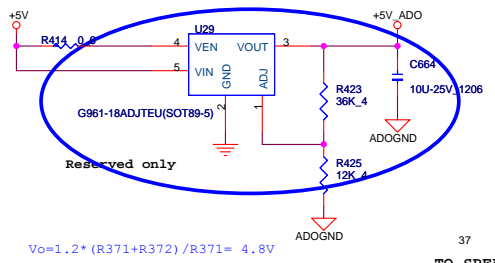 +5V
U29
+5V_ADO
R414 0_6
4 VEN VOUT 3
5 VIN
GND
ADJ
2
1
C664
10U-25V_1206
R423
36K_4
G961-18ADJTEU(SOT89-5)
ADOGND
Reserved only
R425
12K_4
ADOGND
Vo=1.2*(R371+R372)/R371= 4.8V
37